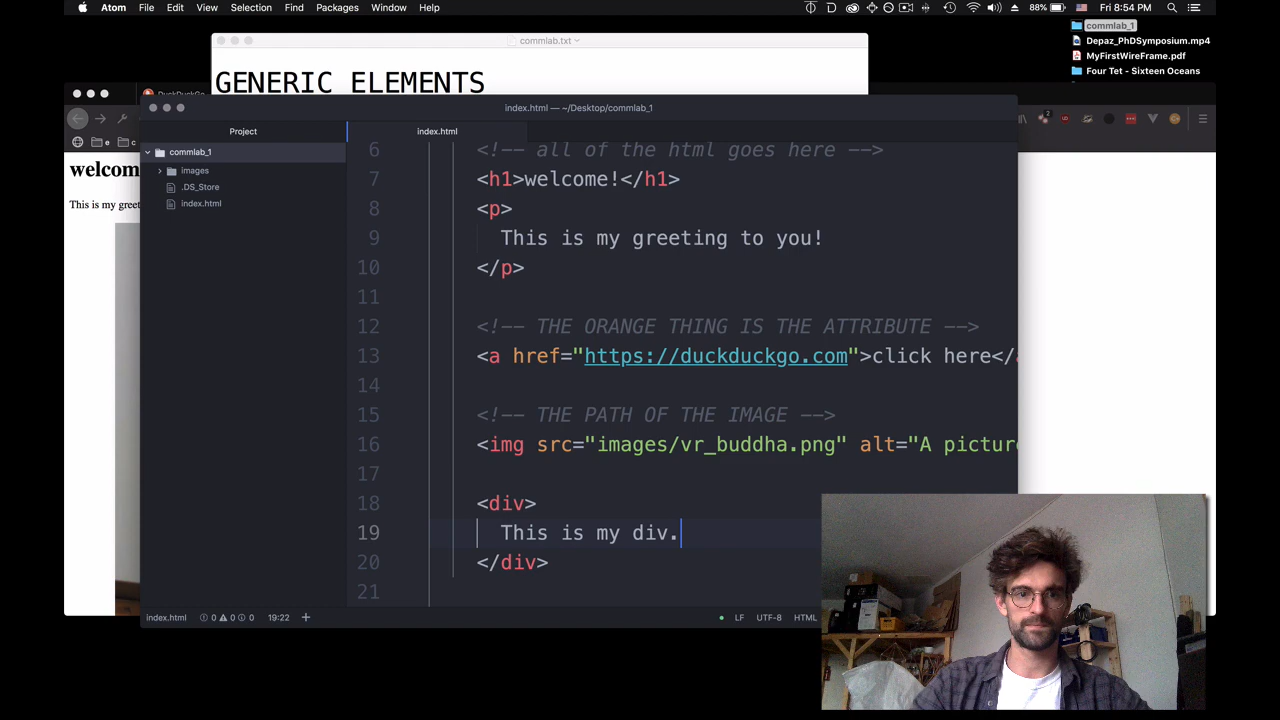 Atom File Edit View Selection Find Packages Window Help
88% Fri 8:54 PM
commlab_1
Depaz_PhDSymposium.mp4
MyFirstWireFrame.pdf
Four Tet - Sixteen Oceans
commlab.txt
GENERIC ELEMENTS
DuckDuckGo
index.html — ~/Desktop/commlab_1
Project
index.html
e
c
commlab_1
images
.DS_Store
index.html
welcom
This is my greet
6 <!-- all of the html goes here -->
7 <h1>welcome!</h1>
8 <p>
9 This is my greeting to you!
10 </p>
11
12 <!-- THE ORANGE THING IS THE ATTRIBUTE -->
13 <a href="https://duckduckgo.com">click here</
14
15 <!-- THE PATH OF THE IMAGE -->
16 <img src="images/vr_buddha.png" alt="A pictur
17
18 <div>
19 This is my div.
20 </div>
21
index.html 0 0 0 19:22 +
LF UTF-8 HTML